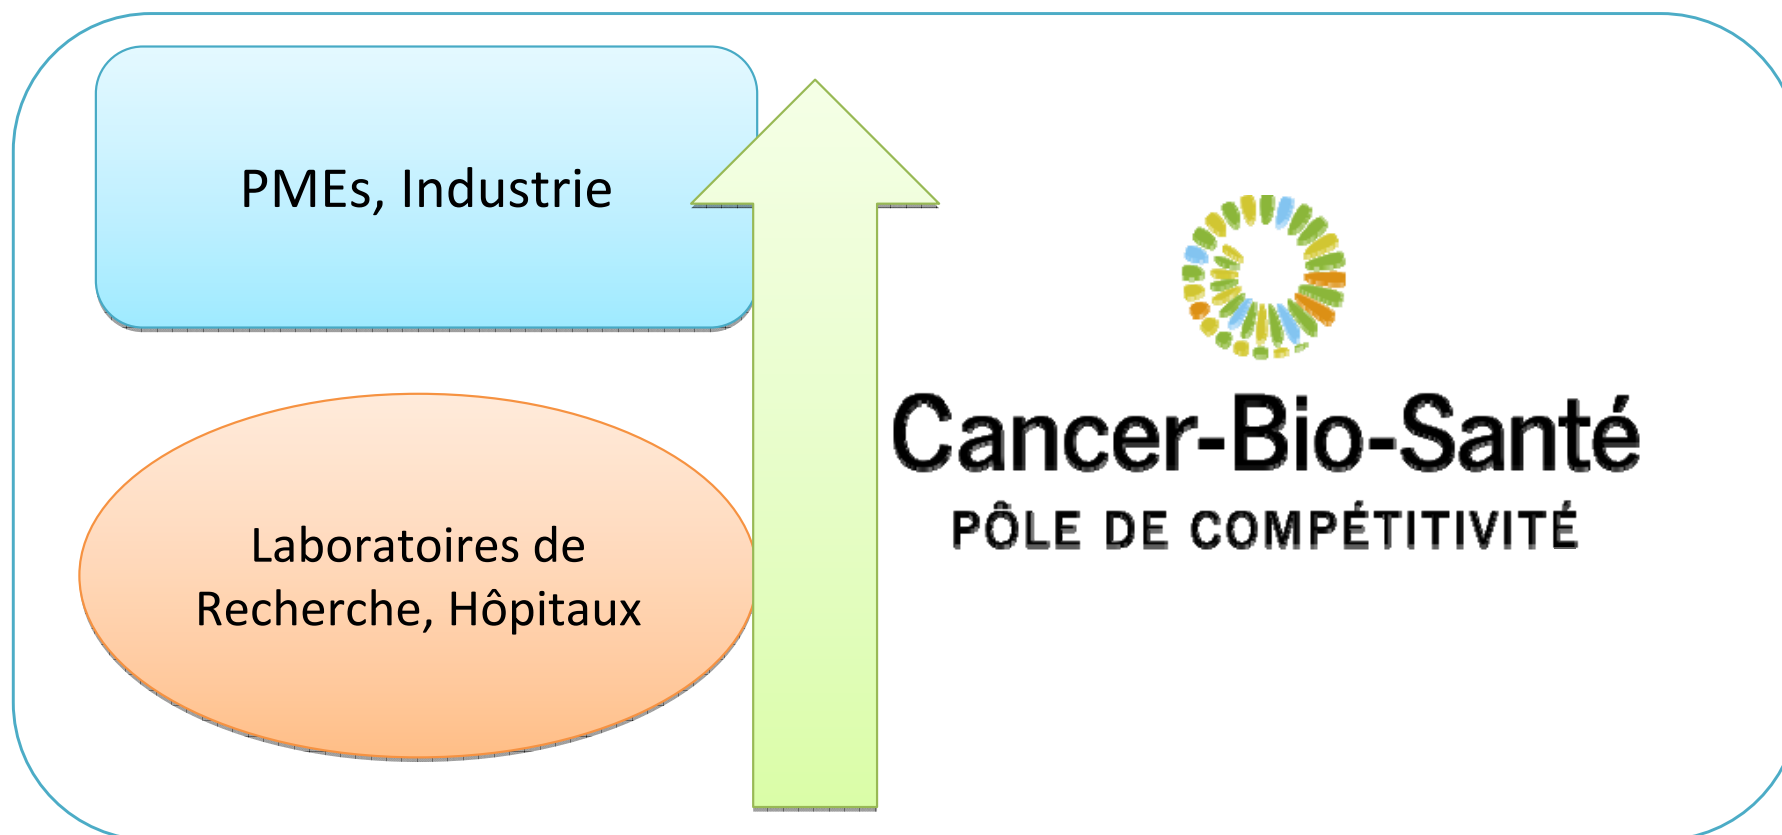 PMEs, Industrie
Laboratoires de
Recherche, Hôpitaux
Cancer-Bio-Santé
PÔLE DE COMPÉTITIVITÉ